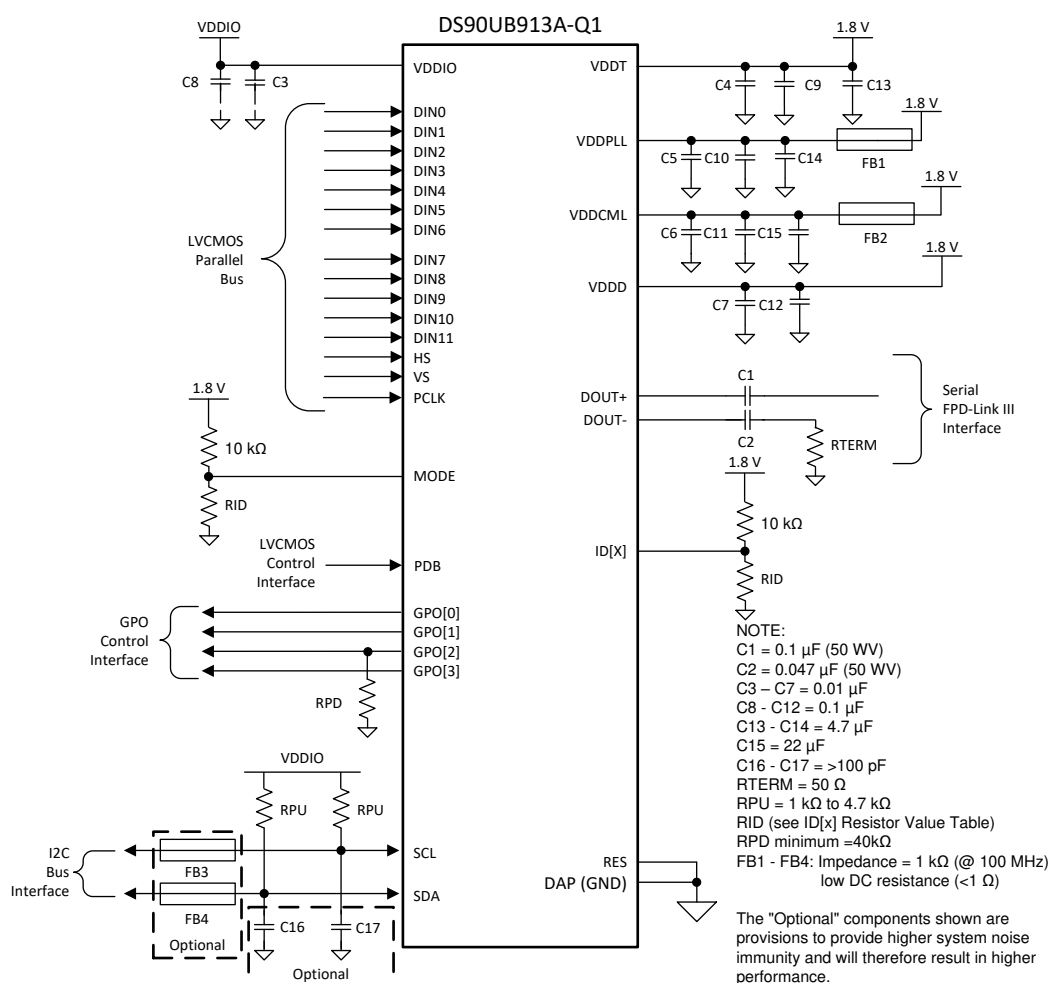 DS90UB913A-Q1
VDDIO
C8
C3
VDDIO
DIN0
DIN1
DIN2
DIN3
DIN4
DIN5
DIN6
DIN7
DIN8
DIN9
DIN10
DIN11
HS
VS
PCLK
LVCMOS
Parallel
Bus
1.8 V
10 kΩ
RID
MODE
LVCMOS
Control
Interface
PDB
GPO
Control
Interface
GPO[0]
GPO[1]
GPO[2]
GPO[3]
RPD
VDDIO
RPU
RPU
I2C
Bus
Interface
FB3
FB4
Optional
SCL
SDA
C16
C17
Optional
VDDT
1.8 V
C4
C9
C13
VDDPLL
1.8 V
C5
C10
C14
FB1
VDDCML
1.8 V
C6
C11
C15
FB2
VDDD
1.8 V
C7
C12
DOUT+
DOUT-
C1
C2
RTERM
Serial
FPD-Link III
Interface
1.8 V
10 kΩ
ID[X]
RID
RES
DAP (GND)
NOTE:
C1 = 0.1 µF (50 WV)
C2 = 0.047 µF (50 WV)
C3 – C7 = 0.01 µF
C8 - C12 = 0.1 µF
C13 - C14 = 4.7 µF
C15 = 22 µF
C16 - C17 = >100 pF
RTERM = 50 Ω
RPU = 1 kΩ to 4.7 kΩ
RID (see ID[x] Resistor Value Table)
RPD minimum =40kΩ
FB1 - FB4: Impedance = 1 kΩ (@ 100 MHz)
low DC resistance (<1 Ω)
The "Optional" components shown are
provisions to provide higher system noise
immunity and will therefore result in higher
performance.